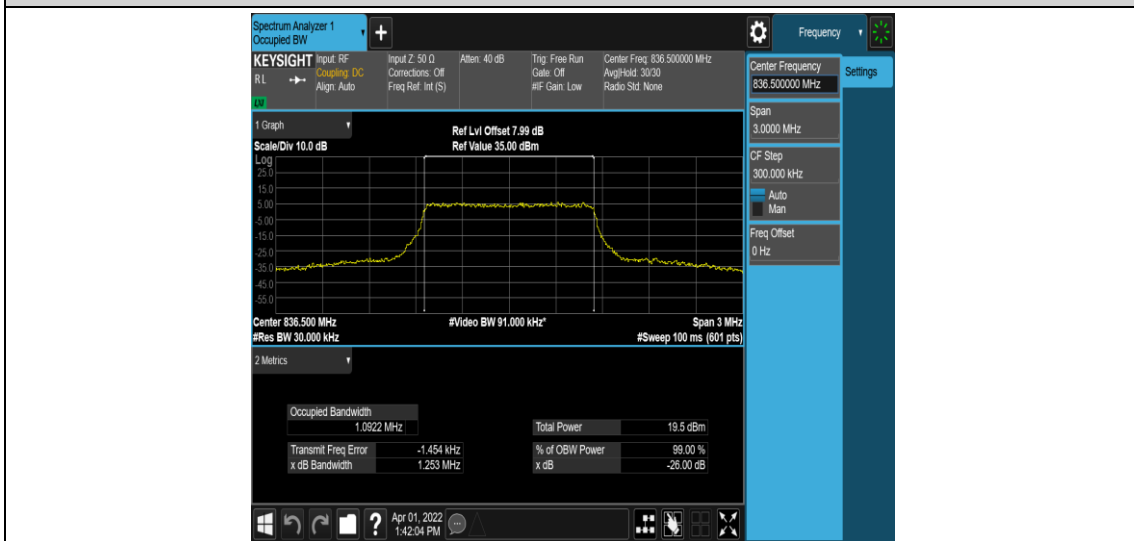 Spectrum Analyzer 1
Occupied BW
+
Frequency
KEYSIGHT
RL
Input: RF
Coupling: DC
Align: Auto
Input Z: 50 Ω
Corrections: Off
Freq Ref: Int (S)
Atten: 40 dB
Trig: Free Run
Gate: Off
#IF Gain: Low
Center Freq: 836.500000 MHz
Avg|Hold: 30/30
Radio Std: None
Center Frequency
836.500000 MHz
Settings
Span
3.0000 MHz
CF Step
300.000 kHz
Auto
Man
Freq Offset
0 Hz
1 Graph
Scale/Div 10.0 dB
Ref Lvl Offset 7.99 dB
Ref Value 35.00 dBm
Log
25.0
15.0
5.00
-5.00
-15.0
-25.0
-35.0
-45.0
-55.0
Center 836.500 MHz
#Video BW 91.000 kHz*
Span 3 MHz
#Res BW 30.000 kHz
#Sweep 100 ms (601 pts)
2 Metrics
Occupied Bandwidth
1.0922 MHz
Total Power 19.5 dBm
Transmit Freq Error -1.454 kHz
% of OBW Power 99.00 %
x dB Bandwidth 1.253 MHz
x dB -26.00 dB
?
Apr 01, 2022
1:42:04 PM